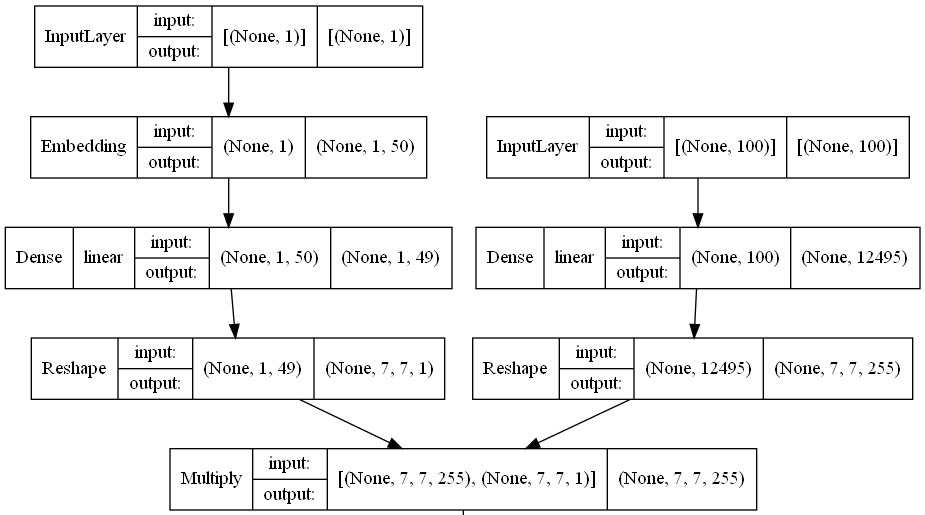 InputLayer input: [(None, 1)] [(None, 1)]
output:
Embedding input: (None, 1) (None, 1, 50)
output:
InputLayer input: [(None, 100)] [(None, 100)]
output:
Dense linear input: (None, 1, 50) (None, 1, 49)
output:
Dense linear input: (None, 100) (None, 12495)
output:
Reshape input: (None, 1, 49) (None, 7, 7, 1)
output:
Reshape input: (None, 12495) (None, 7, 7, 255)
output:
Multiply input: [(None, 7, 7, 255), (None, 7, 7, 1)] (None, 7, 7, 255)
output: